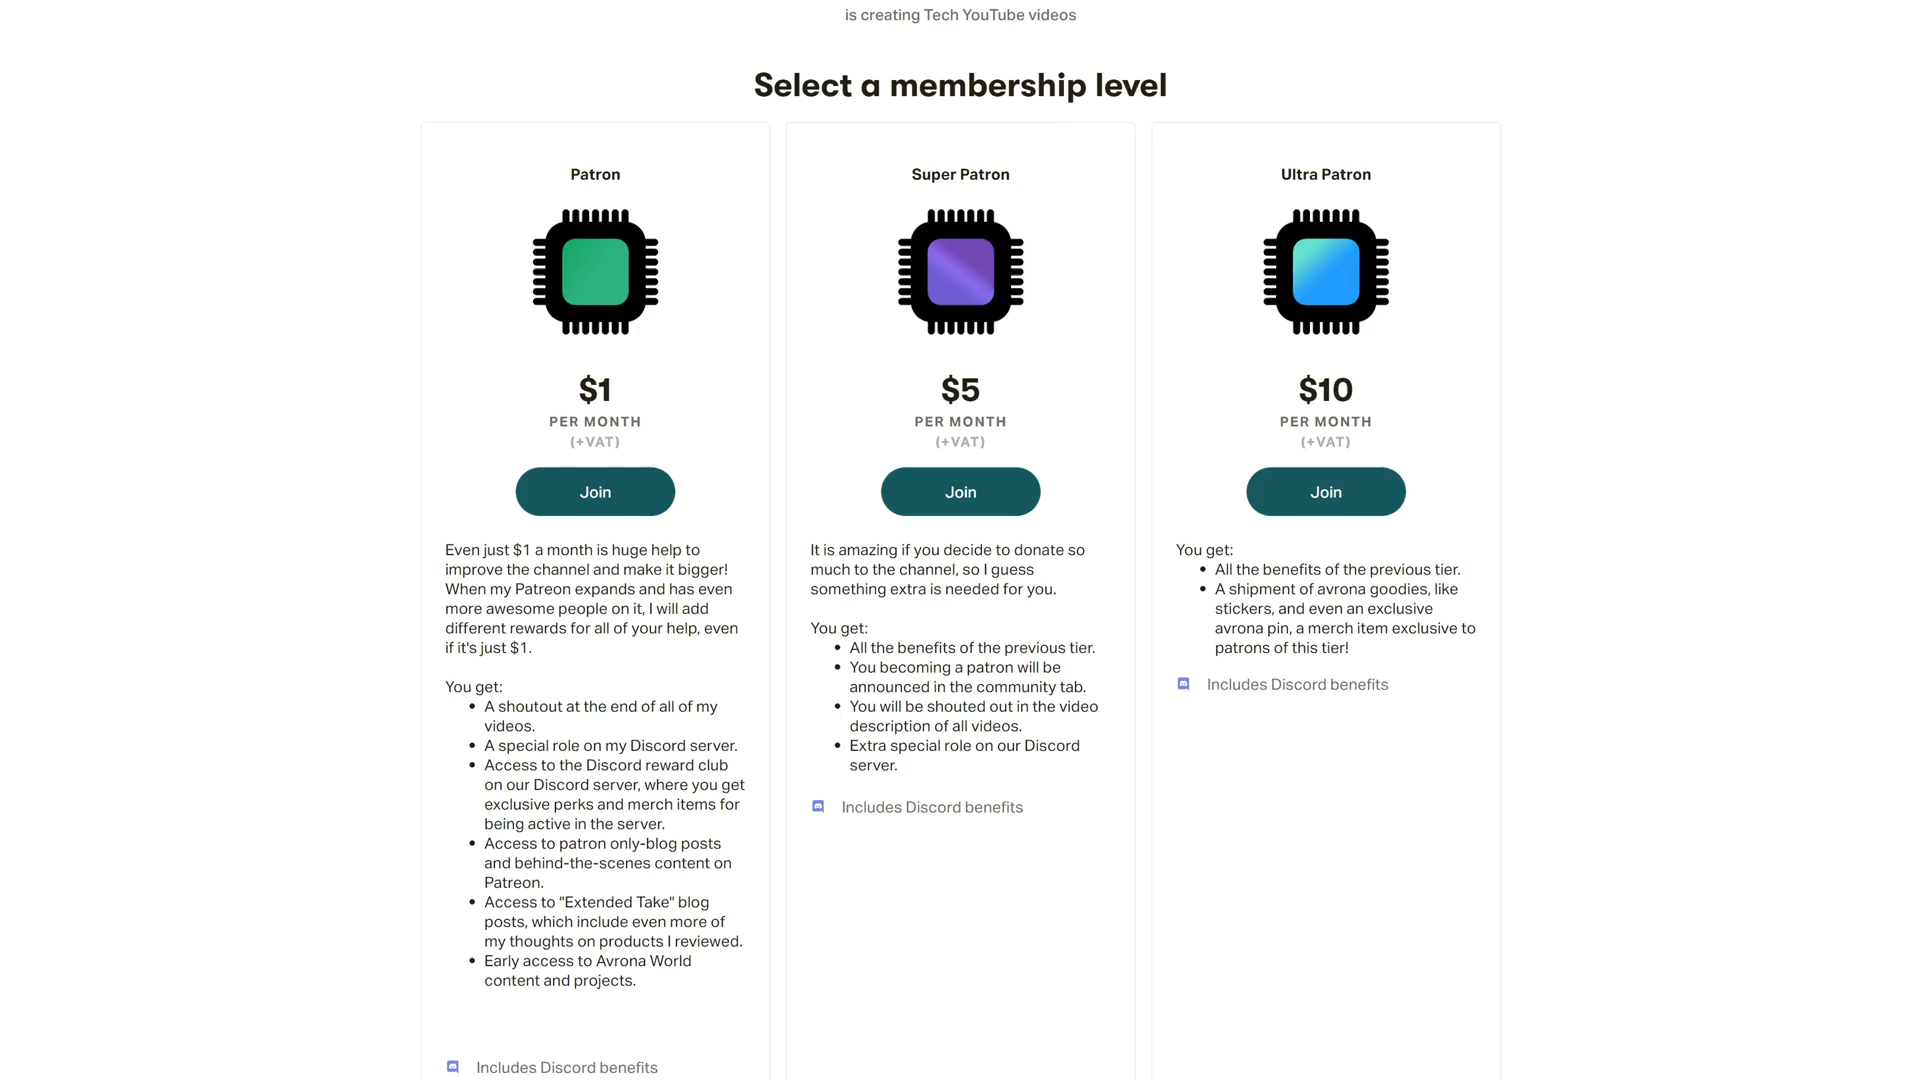 is creating Tech YouTube videos
Select a membership level
Patron
$1
PER MONTH
(+VAT)
Join
Even just $1 a month is huge help to
improve the channel and make it bigger!
When my Patreon expands and has even
more awesome people on it, I will add
different rewards for all of your help, even
if it's just $1.
You get:
• A shoutout at the end of all of my
videos.
• A special role on my Discord server.
• Access to the Discord reward club
on our Discord server, where you get
exclusive perks and merch items for
being active in the server.
• Access to patron only-blog posts
and behind-the-scenes content on
Patreon.
• Access to "Extended Take" blog
posts, which include even more of
my thoughts on products I reviewed.
• Early access to Avrona World
content and projects.
Includes Discord benefits
Super Patron
$5
PER MONTH
(+VAT)
Join
It is amazing if you decide to donate so
much to the channel, so I guess
something extra is needed for you.
You get:
• All the benefits of the previous tier.
• You becoming a patron will be
announced in the community tab.
• You will be shouted out in the video
description of all videos.
• Extra special role on our Discord
server.
Includes Discord benefits
Ultra Patron
$10
PER MONTH
(+VAT)
Join
You get:
• All the benefits of the previous tier.
• A shipment of avrona goodies, like
stickers, and even an exclusive
avrona pin, a merch item exclusive to
patrons of this tier!
Includes Discord benefits